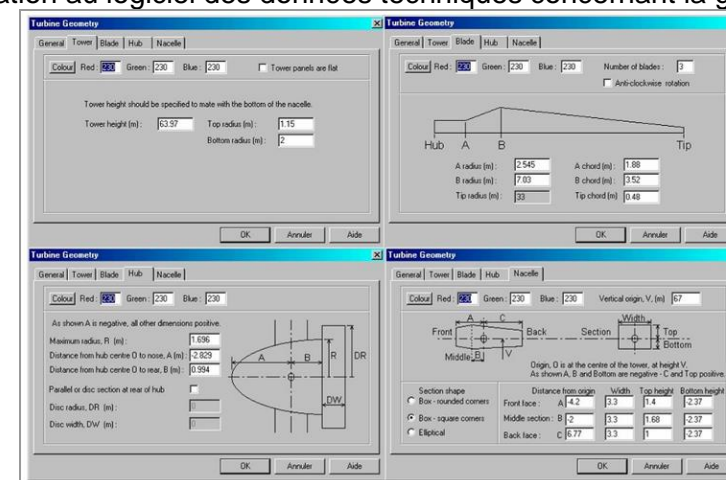 ation au logiciel des données techniques concernant la g
Turbine Geometry
General Tower Blade Hub Nacelle
Colour Red : 230 Green : 230 Blue : 230 Tower panels are flat
Tower height should be specified to mate with the bottom of the nacelle.
Tower height (m) : 63.97 Top radius (m) : 1.15
Bottom radius (m) : 2
OK Annuler Aide
Turbine Geometry
General Tower Blade Hub Nacelle
Colour Red : 230 Green : 230 Blue : 230 Number of blades : 3
Anti-clockwise rotation
Hub A B Tip
A radius (m) : 2.545 A chord (m) : 1.88
B radius (m) : 7.03 B chord (m) : 3.52
Tip radius (m) : 33 Tip chord (m) 0.48
OK Annuler Aide
Turbine Geometry
General Tower Blade Hub Nacelle
Colour Red : 230 Green : 230 Blue : 230
As shown A is negative, all other dimensions positive.
Maximum radius, R (m) : 1.696
Distance from hub centre O to nose, A (m) : -2.829
Distance from hub centre O to rear, B (m) : 0.994
Parallel or disc section at rear of hub
Disc radius, DR (m) : 0
Disc width, DW (m) : 0
A B R DR
DW
OK Annuler Aide
Turbine Geometry
General Tower Blade Hub Nacelle
Colour Red : 230 Green : 230 Blue : 230 Vertical origin, V, (m) 67
A C Width
Front Back Section Top
Bottom
Middle B V
Origin, O is at the centre of the tower, at height V.
As shown A, B and Bottom are negative - C and Top positive.
Section shape Distance from origin Width Top height Bottom height
Box - rounded corners Front face : A -4.2 3.3 1.4 -2.37
Box - square corners Middle section : B -2 3.3 1.68 -2.37
Elliptical Back face : C 6.77 3.3 1 -2.37
OK Annuler Aide